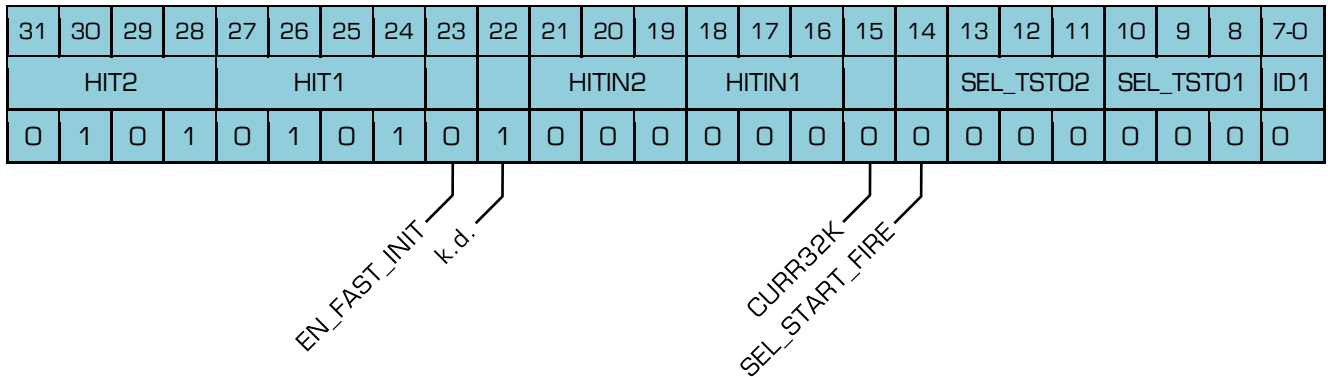 31 30 29 28 27 26 25 24 23 22 21 20 19 18 17 16 15 14 13 12 11 10 9 8 7-0
HIT2 HIT1 HITIN2 HITIN1 SEL_TSTO2 SEL_TSTO1 ID1
0 1 0 1 0 1 0 1 0 1 0 0 0 0 0 0 0 0 0 0 0 0 0 0 0
EN_FAST_INIT
k.d.
CURR32K
SEL_START_FIRE